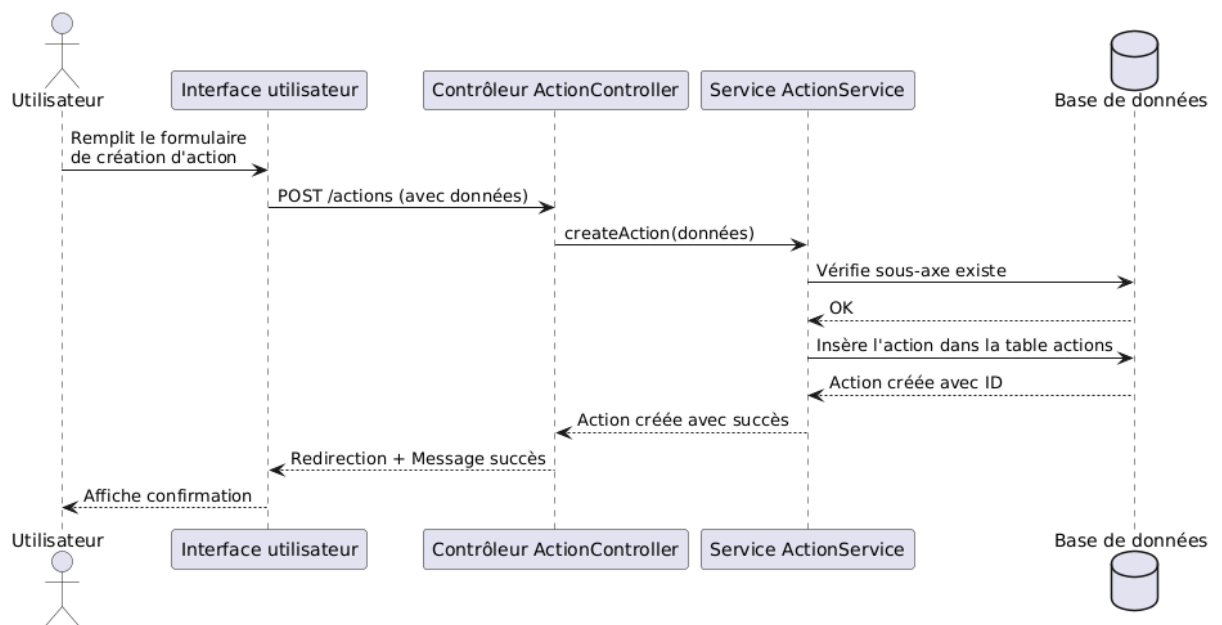 Utilisateur
Interface utilisateur
Contrôleur ActionController
Service ActionService
Base de données
Remplit le formulaire
de création d'action
POST /actions (avec données)
createAction(données)
Vérifie sous-axe existe
OK
Insère l'action dans la table actions
Action créée avec ID
Action créée avec succès
Redirection + Message succès
Affiche confirmation
Utilisateur
Interface utilisateur
Contrôleur ActionController
Service ActionService
Base de données